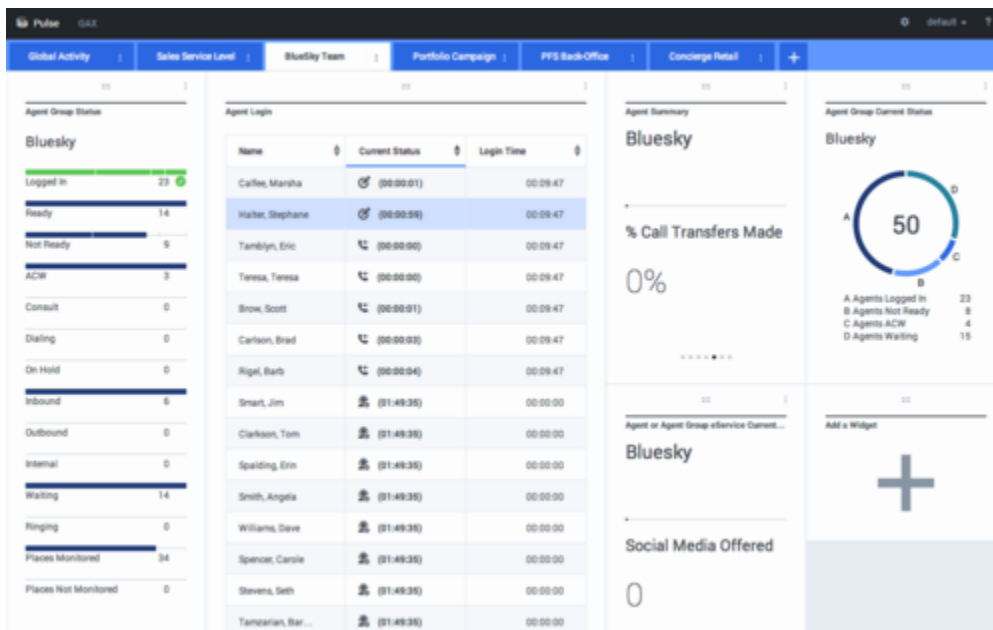 Pulse GAX default ?
Global Activity Sales Service Level BlueSky Team Portfolio Campaign PFS Back-Office Concierge Retail +
Agent Group Status
Bluesky
Logged In 23
Ready 14
Not Ready 9
ACW 3
Consult 0
Dialing 0
On Hold 0
Inbound 6
Outbound 0
Internal 0
Waiting 14
Ringing 0
Places Monitored 34
Places Not Monitored 0
Agent Login
Name Current Status Login Time
Calfee, Marsha (00:00:01) 00:09:47
Halter, Stephane (00:00:59) 00:09:47
Tamblyn, Eric (00:00:00) 00:09:47
Teresa, Teresa (00:00:00) 00:09:47
Brow, Scott (00:00:01) 00:09:47
Carlson, Brad (00:00:03) 00:09:47
Rigel, Barb (00:00:04) 00:09:47
Smart, Jim (01:49:35) 00:00:00
Clarkson, Tom (01:49:35) 00:00:00
Spalding, Erin (01:49:35) 00:00:00
Smith, Angela (01:49:35) 00:00:00
Williams, Dave (01:49:35) 00:00:00
Spencer, Carole (01:49:35) 00:00:00
Stevens, Seth (01:49:35) 00:00:00
Tamzarian, Bar... (01:49:35) 00:00:00
Agent Summary
Bluesky
% Call Transfers Made
0%
Agent Group Current Status
Bluesky
A
D
50
C
B
A Agents Logged In 23
B Agents Not Ready 8
C Agents ACW 4
D Agents Waiting 15
Agent or Agent Group eService Current...
Bluesky
Social Media Offered
0
Add a Widget